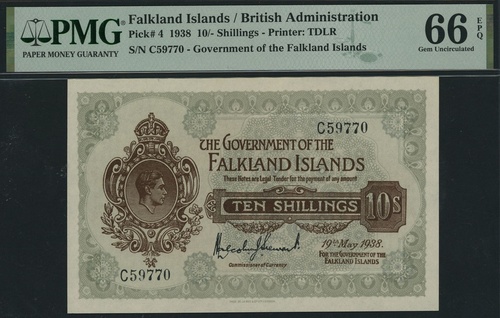 PMG
PAPER MONEY GUARANTY
Falkland Islands / British Administration
Pick# 4 1938 10/- Shillings - Printer: TDLR
S/N C59770 - Government of the Falkland Islands
66 EPQ
Gem Uncirculated
C59770
THE GOVERNMENT OF THE
FALKLAND ISLANDS
These Notes are Legal Tender for the payment of any amount
TEN SHILLINGS
10s
19th May 1938.
FOR THE GOVERNMENT OF THE
FALKLAND ISLANDS
Commissioner of Currency
C59770